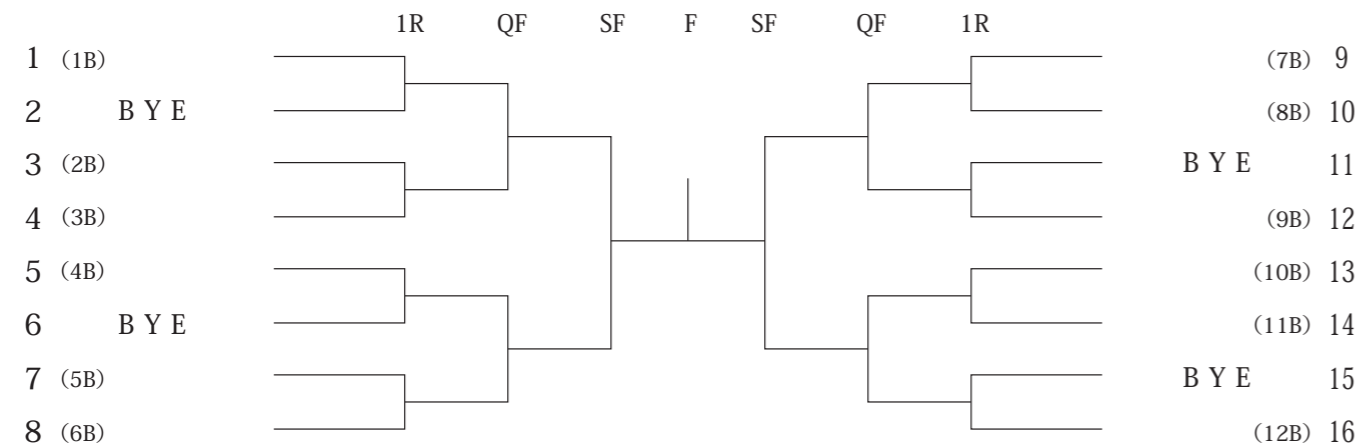 1R QF SF F SF QF 1R
1 (1B) (7B) 9
2 BYE (8B) 10
3 (2B) BYE 11
4 (3B) (9B) 12
5 (4B) (10B) 13
6 BYE (11B) 14
7 (5B) BYE 15
8 (6B) (12B) 16